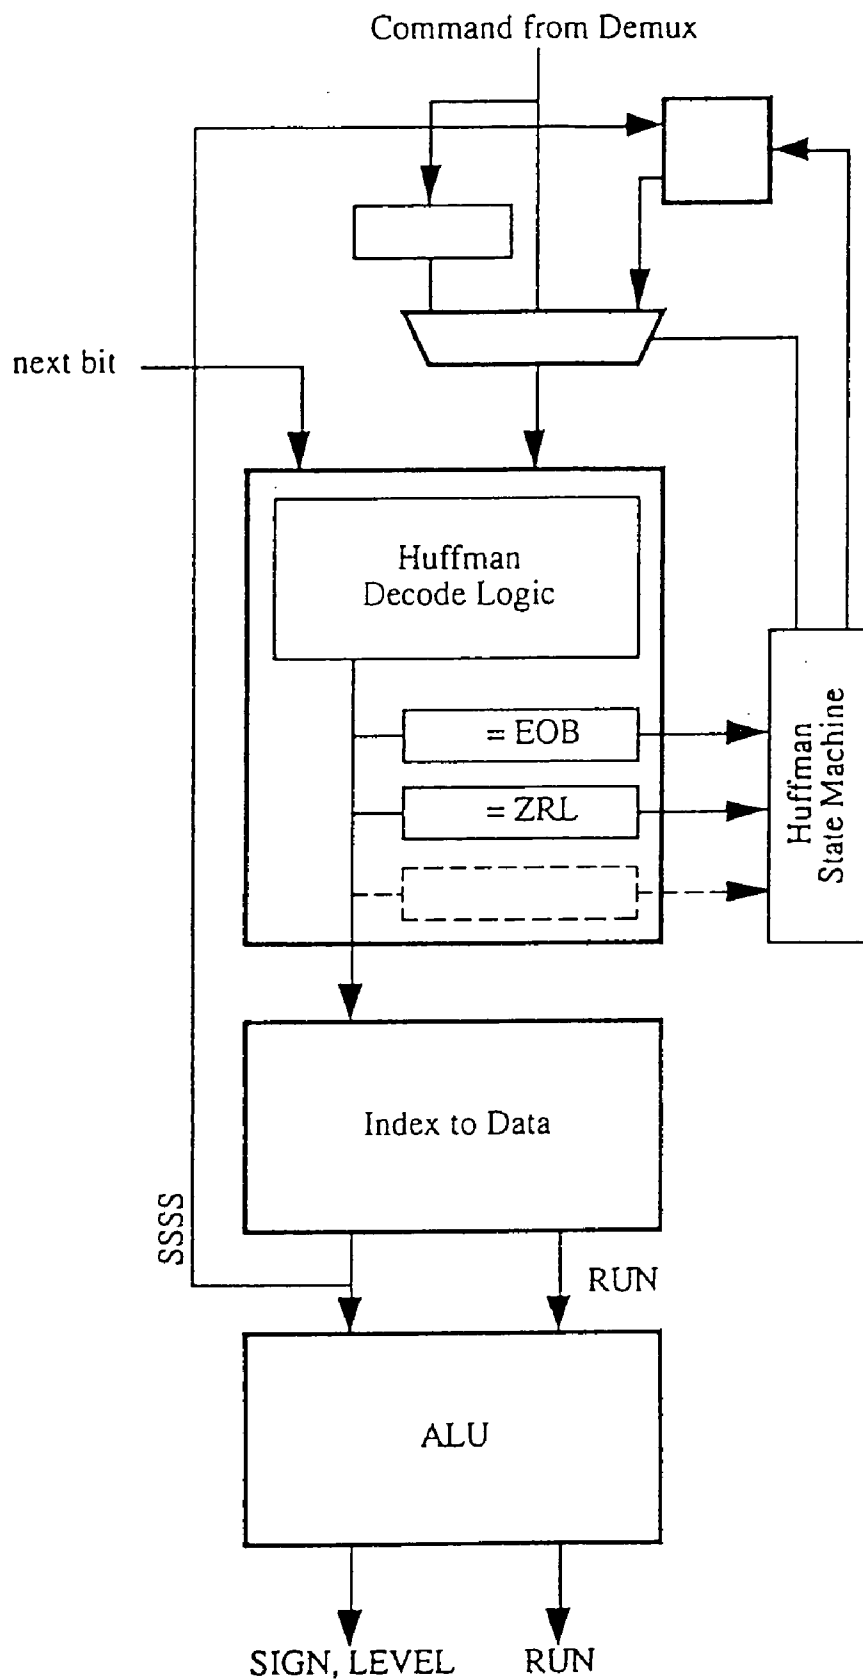 Command from Demux
next bit
Huffman
Decode Logic
= EOB
= ZRL
Huffman
State Machine
Index to Data
SSSS
RUN
ALU
SIGN, LEVEL
RUN